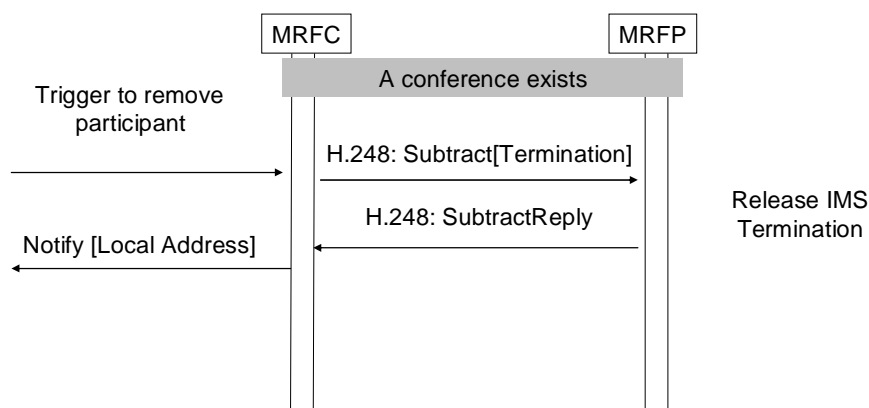 MRFC
MRFP
A conference exists
Trigger to remove
participant
H.248: Subtract[Termination]
H.248: SubtractReply
Release IMS
Termination
Notify [Local Address]